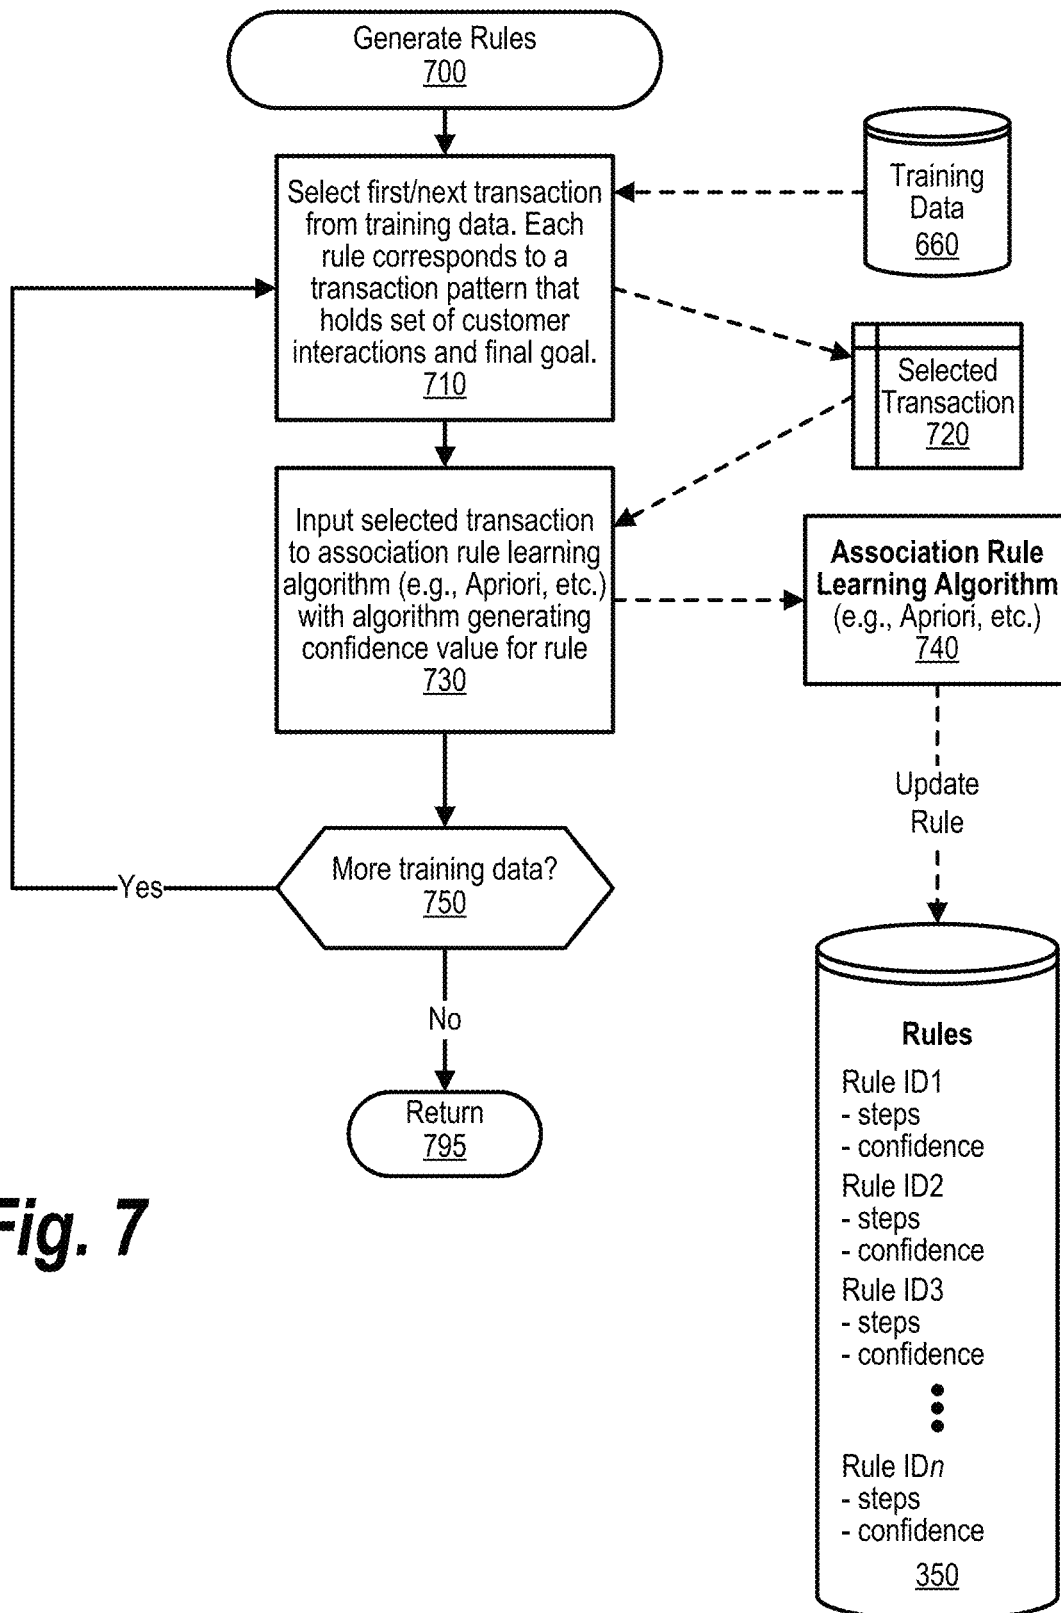 Generate Rules
700
Select first/next transaction
from training data. Each
rule corresponds to a
transaction pattern that
holds set of customer
interactions and final goal.
710
Training
Data
660
Selected
Transaction
720
Input selected transaction
to association rule learning
algorithm (e.g., Apriori, etc.)
with algorithm generating
confidence value for rule
730
Association Rule
Learning Algorithm
(e.g., Apriori, etc.)
740
Update
Rule
More training data?
750
Yes
No
Return
795
Rules
Rule ID1
- steps
- confidence
Rule ID2
- steps
- confidence
Rule ID3
- steps
- confidence
Rule IDn
- steps
- confidence
350
Fig. 7